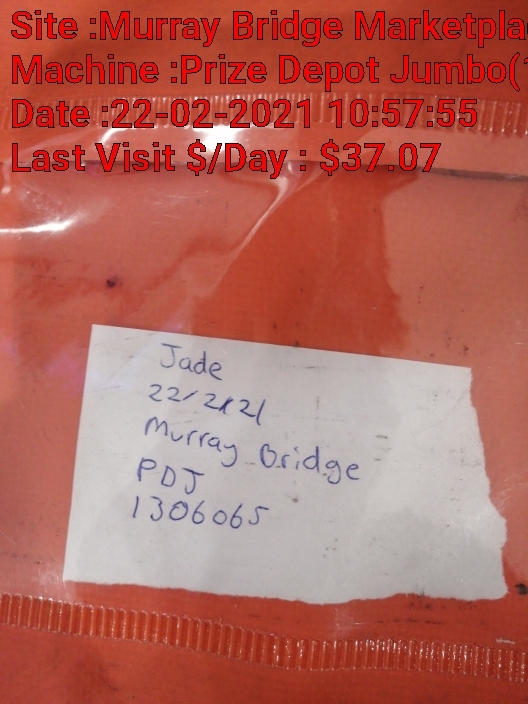 Site :Murray Bridge Marketpla
Machine :Prize Depot Jumbo(
Date :22-02-2021 10:57:55
Last Visit $/Day : $37.07
Jade
22/2/21
Murray Bridge
PDJ
1306065